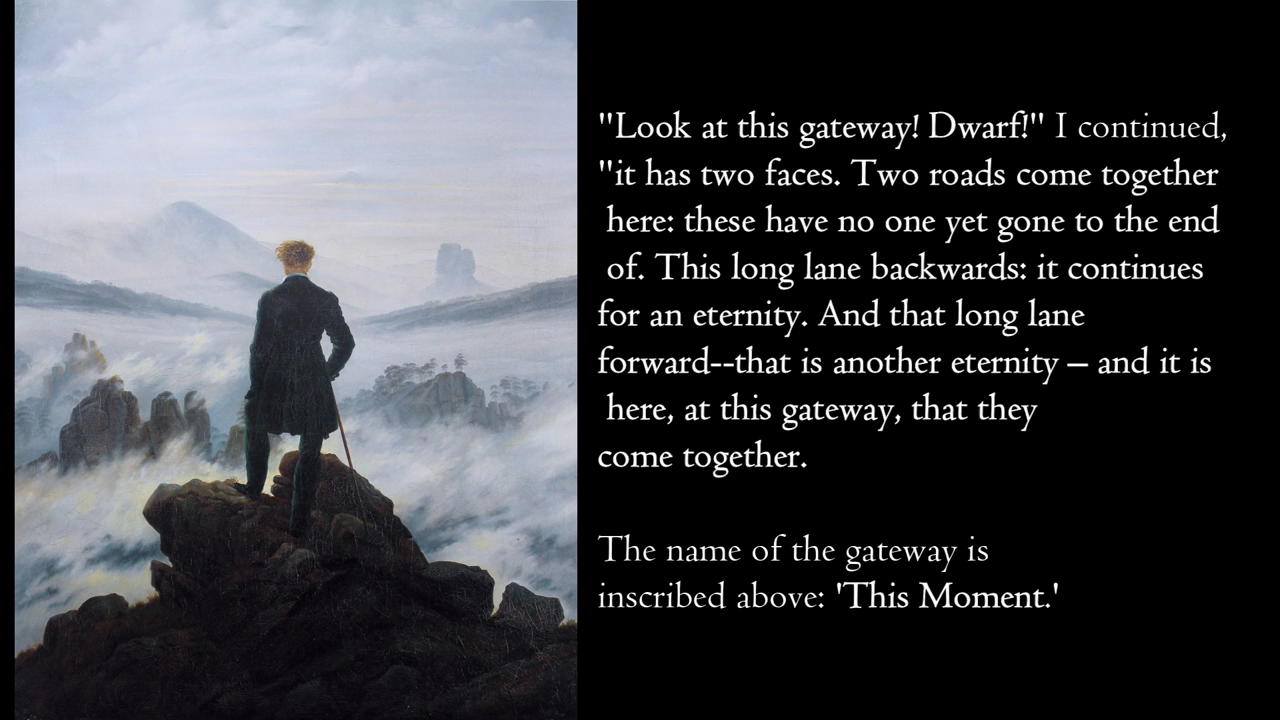 "Look at this gateway! Dwarf!" I continued,
"it has two faces. Two roads come together
here: these have no one yet gone to the end
of. This long lane backwards: it continues
for an eternity. And that long lane
forward--that is another eternity – and it is
here, at this gateway, that they
come together.
The name of the gateway is
inscribed above: 'This Moment.'